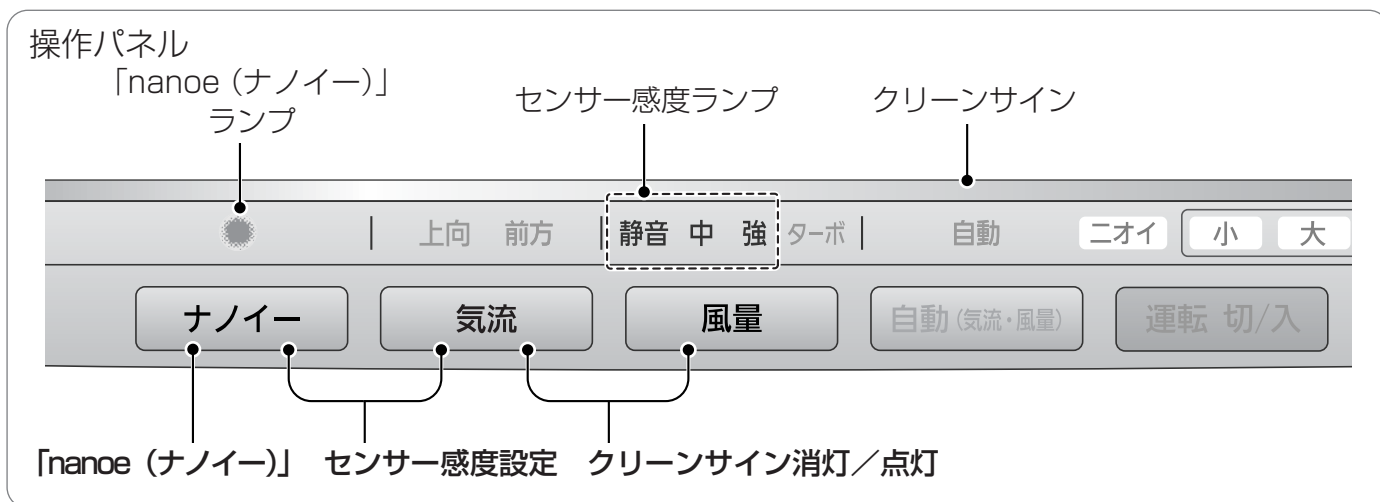 操作パネル
「nanoe（ナノイー）」
ランプ
センサー感度ランプ
クリーンサイン
上向 前方 静音 中 強 ターボ 自動 ニオイ 小 大
ナノイー 気流 風量 自動（気流・風量） 運転 切/入
「nanoe（ナノイー）」 センサー感度設定 クリーンサイン消灯／点灯